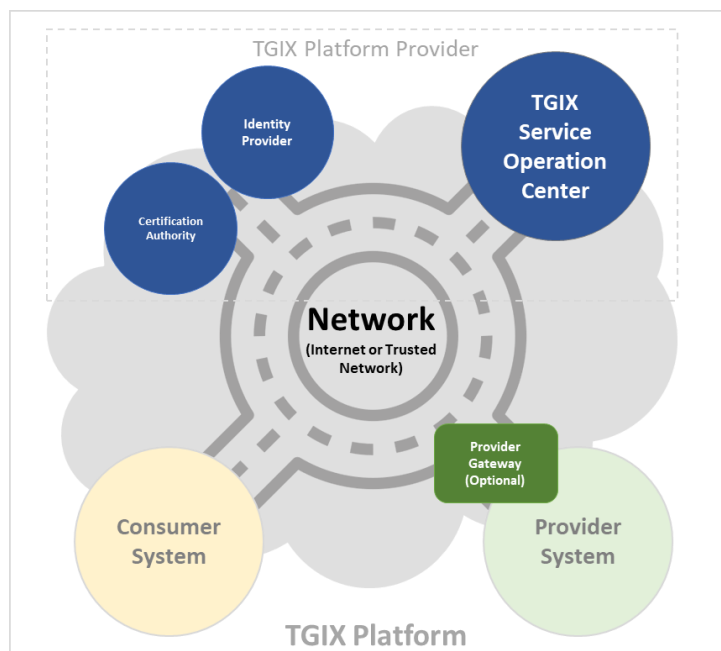 TGIX Platform Provider
Identity
Provider
TGIX
Service
Operation
Center
Certification
Authority
Network
(Internet or Trusted
Network)
Provider
Gateway
(Optional)
Consumer
System
Provider
System
TGIX Platform